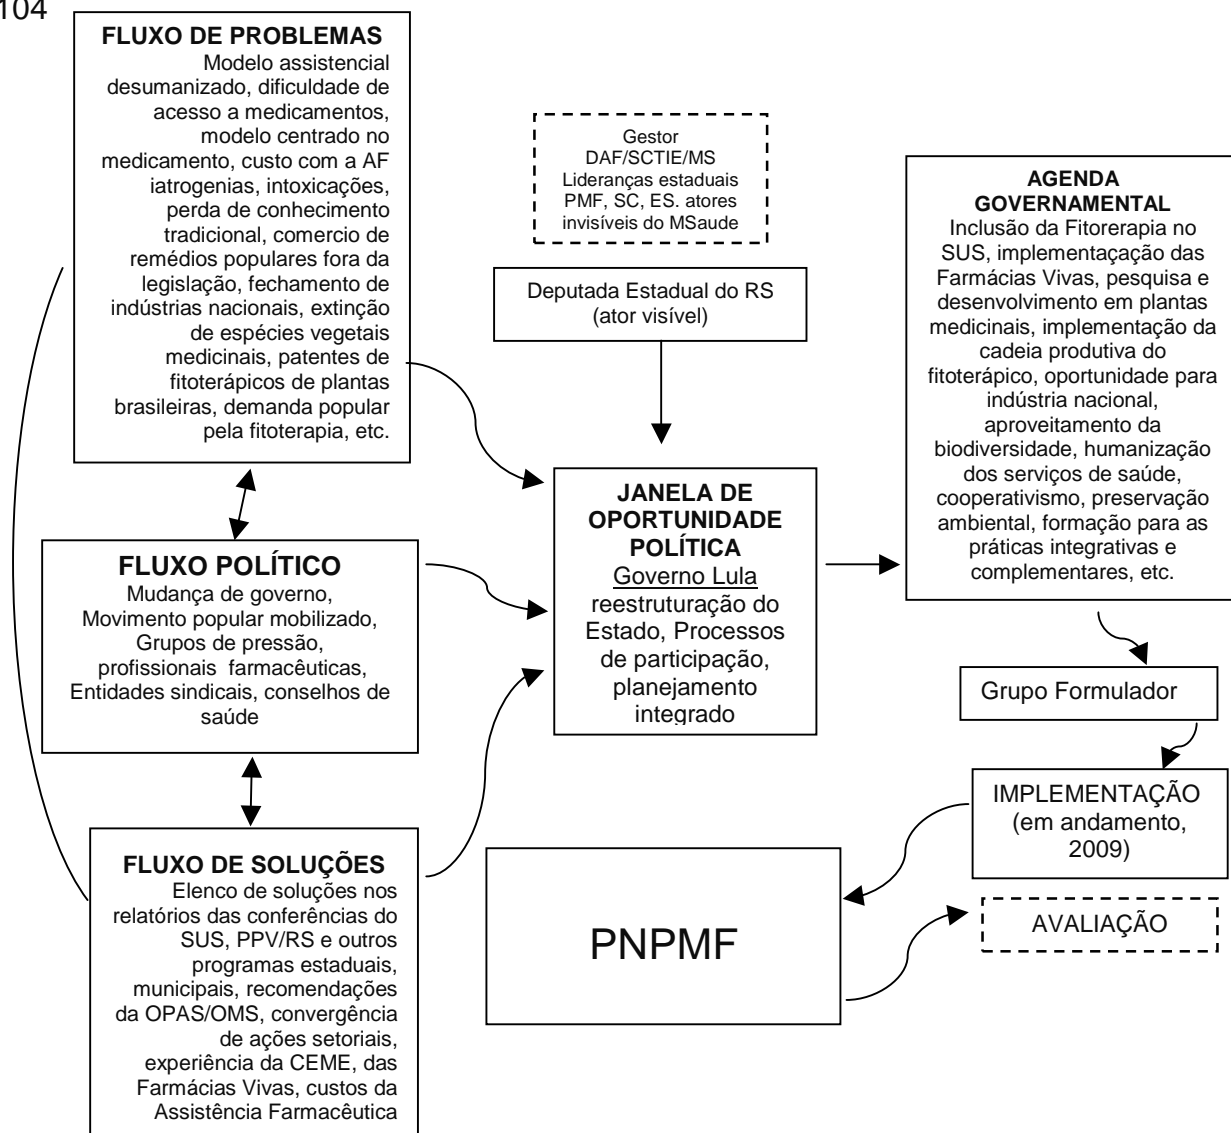 104
FLUXO DE PROBLEMAS
Modelo assistencial
desumanizado, dificuldade de
acesso a medicamentos,
modelo centrado no
medicamento, custo com a AF
iatrogenias, intoxicações,
perda de conhecimento
tradicional, comercio de
remédios populares fora da
legislação, fechamento de
indústrias nacionais, extinção
de espécies vegetais
medicinais, patentes de
fitoterápicos de plantas
brasileiras, demanda popular
pela fitoterapia, etc.
FLUXO POLÍTICO
Mudança de governo,
Movimento popular mobilizado,
Grupos de pressão,
profissionais farmacêuticas,
Entidades sindicais, conselhos de
saúde
FLUXO DE SOLUÇÕES
Elenco de soluções nos
relatórios das conferências do
SUS, PPV/RS e outros
programas estaduais,
municipais, recomendações
da OPAS/OMS, convergência
de ações setoriais,
experiência da CEME, das
Farmácias Vivas, custos da
Assistência Farmacêutica
Gestor
DAF/SCTIE/MS
Lideranças estaduais
PMF, SC, ES. atores
invisíveis do MSaude
Deputada Estadual do RS
(ator visível)
JANELA DE
OPORTUNIDADE
POLÍTICA
Governo Lula
reestruturação do
Estado, Processos
de participação,
planejamento
integrado
AGENDA
GOVERNAMENTAL
Inclusão da Fitorerapia no
SUS, implementaçação das
Farmácias Vivas, pesquisa e
desenvolvimento em plantas
medicinais, implementação da
cadeia produtiva do
fitoterápico, oportunidade para
indústria nacional,
aproveitamento da
biodiversidade, humanização
dos serviços de saúde,
cooperativismo, preservação
ambiental, formação para as
práticas integrativas e
complementares, etc.
Grupo Formulador
IMPLEMENTAÇÃO
(em andamento,
2009)
PNPMF
AVALIAÇÃO